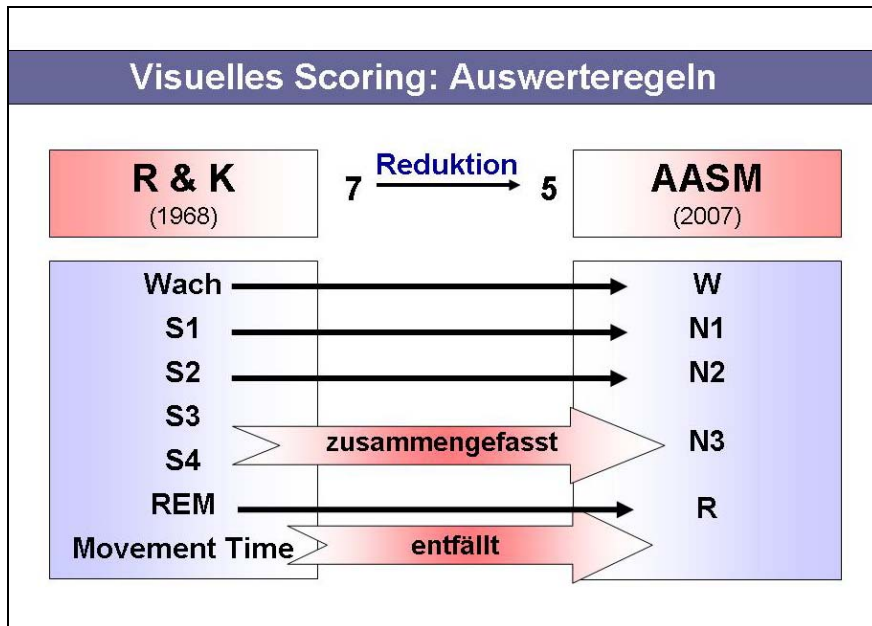 Visuelles Scoring: Auswerteregeln
R & K
(1968)
7 Reduktion 5
AASM
(2007)
Wach W
S1 N1
S2 N2
S3
S4
zusammengefasst
N3
REM R
Movement Time entfällt